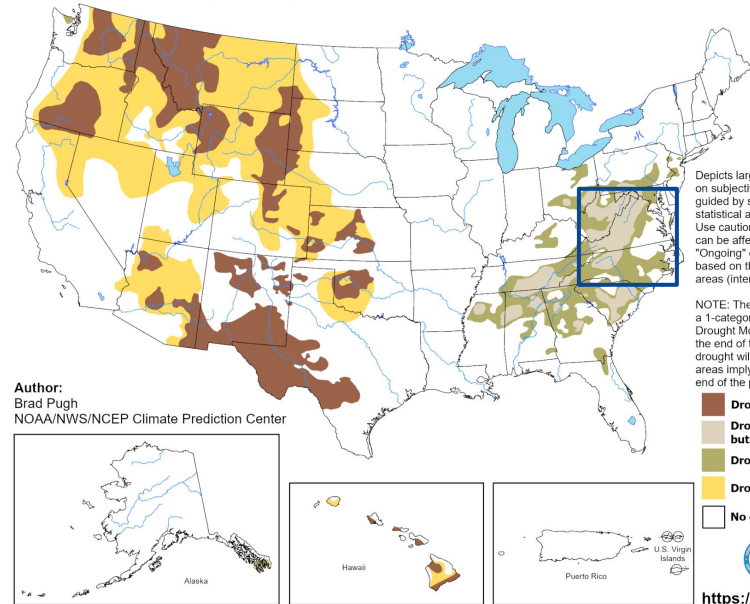 Depicts larg
on subjectiv
guided by s
statistical a
Use caution
can be affe
"Ongoing" 
based on th
areas (inter
NOTE: The
a 1-categor
Drought Mo
the end of t
drought will
areas imply
end of the p
Author:
Brad Pugh
NOAA/NWS/NCEP Climate Prediction Center
Dro
Dro
but
Dro
Dro
No
Alaska
Hawaii
Puerto Rico
U.S. Virgin
Islands
https:/